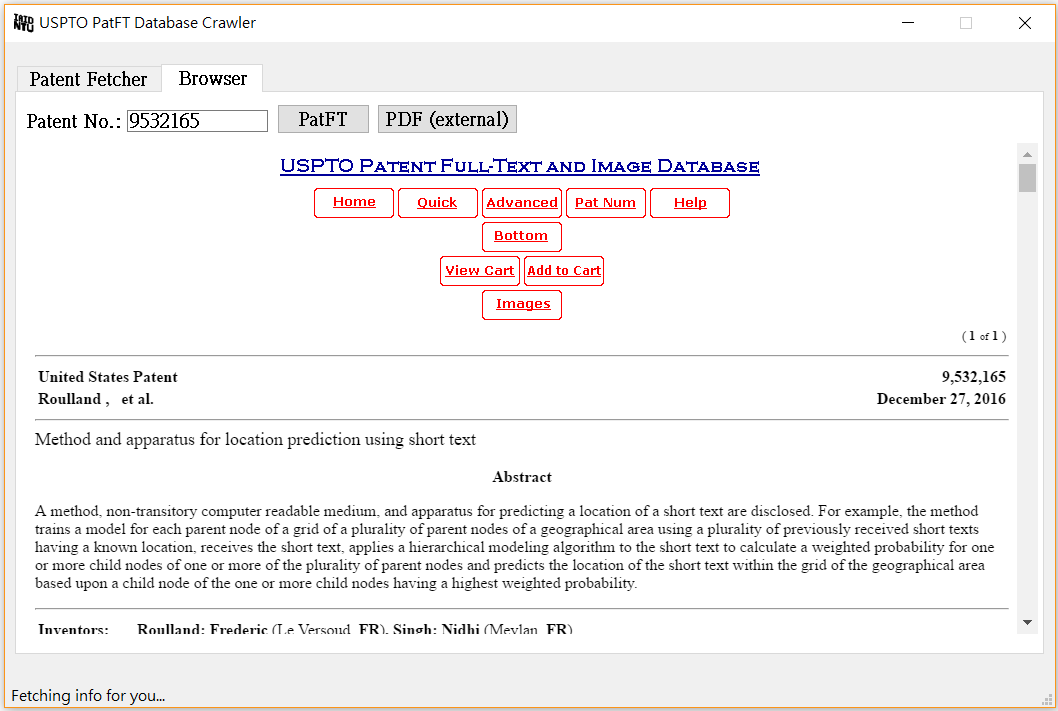 USPTO PatFT Database Crawler
Patent Fetcher Browser
Patent No.: 9532165 PatFT PDF (external)
USPTO Patent Full-Text and Image Database
Home Quick Advanced Pat Num Help
Bottom
View Cart Add to Cart
Images
( 1 of 1 )
United States Patent 9,532,165
Roulland , et al. December 27, 2016
Method and apparatus for location prediction using short text
Abstract
A method, non-transitory computer readable medium, and apparatus for predicting a location of a short text are disclosed. For example, the method
trains a model for each parent node of a grid of a plurality of parent nodes of a geographical area using a plurality of previously received short texts
having a known location, receives the short text, applies a hierarchical modeling algorithm to the short text to calculate a weighted probability for one
or more child nodes of one or more of the plurality of parent nodes and predicts the location of the short text within the grid of the geographical area
based upon a child node of the one or more child nodes having a highest weighted probability.
Inventors: Roulland; Frederic (Le Versoud, FR), Singh; Nidhi (Meylan, FR)
Fetching info for you...